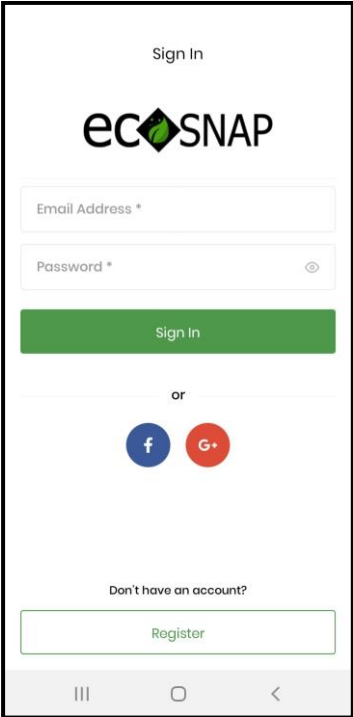 Sign In
ecoSNAP
Email Address *
Password *
Sign In
or
f
G+
Don't have an account?
Register